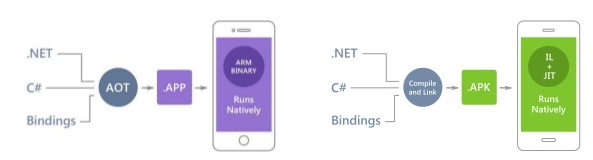 .NET
C#
Bindings
AOT
.APP
ARM
BINARY
Runs
Natively
.NET
C#
Bindings
Compile
and Link
.APK
IL
+
JIT
Runs
Natively